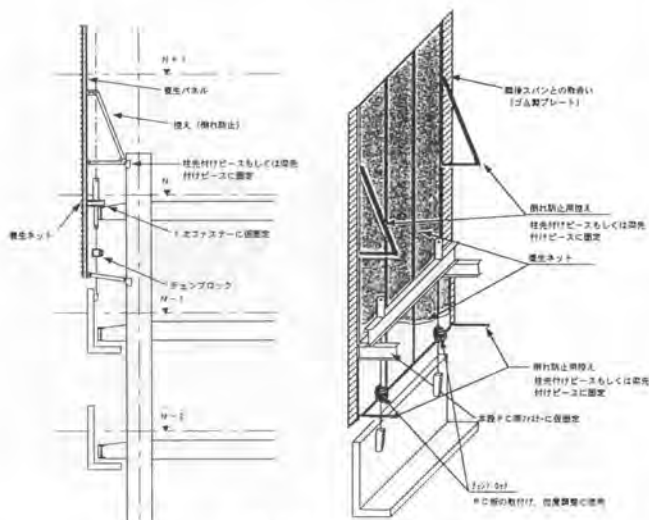 N+1
養生パネル
控え（倒れ防止）
柱先付けピースもしくは梁先
付けピースに固定
N
養生ネット
1次ファスナーに仮固定
チェンブロック
N-1
N-2
隣接スパンとの取合い
（ゴム製プレート）
倒れ防止用控え
柱先付けピースもしくは梁先
付けピースに固定
養生ネット
倒れ防止用控え
柱先付けピースもしくは梁先
付けピースに固定
本設PC用ファスナーに仮固定
チェンブロック
PC板の取付け、位置調整に使用